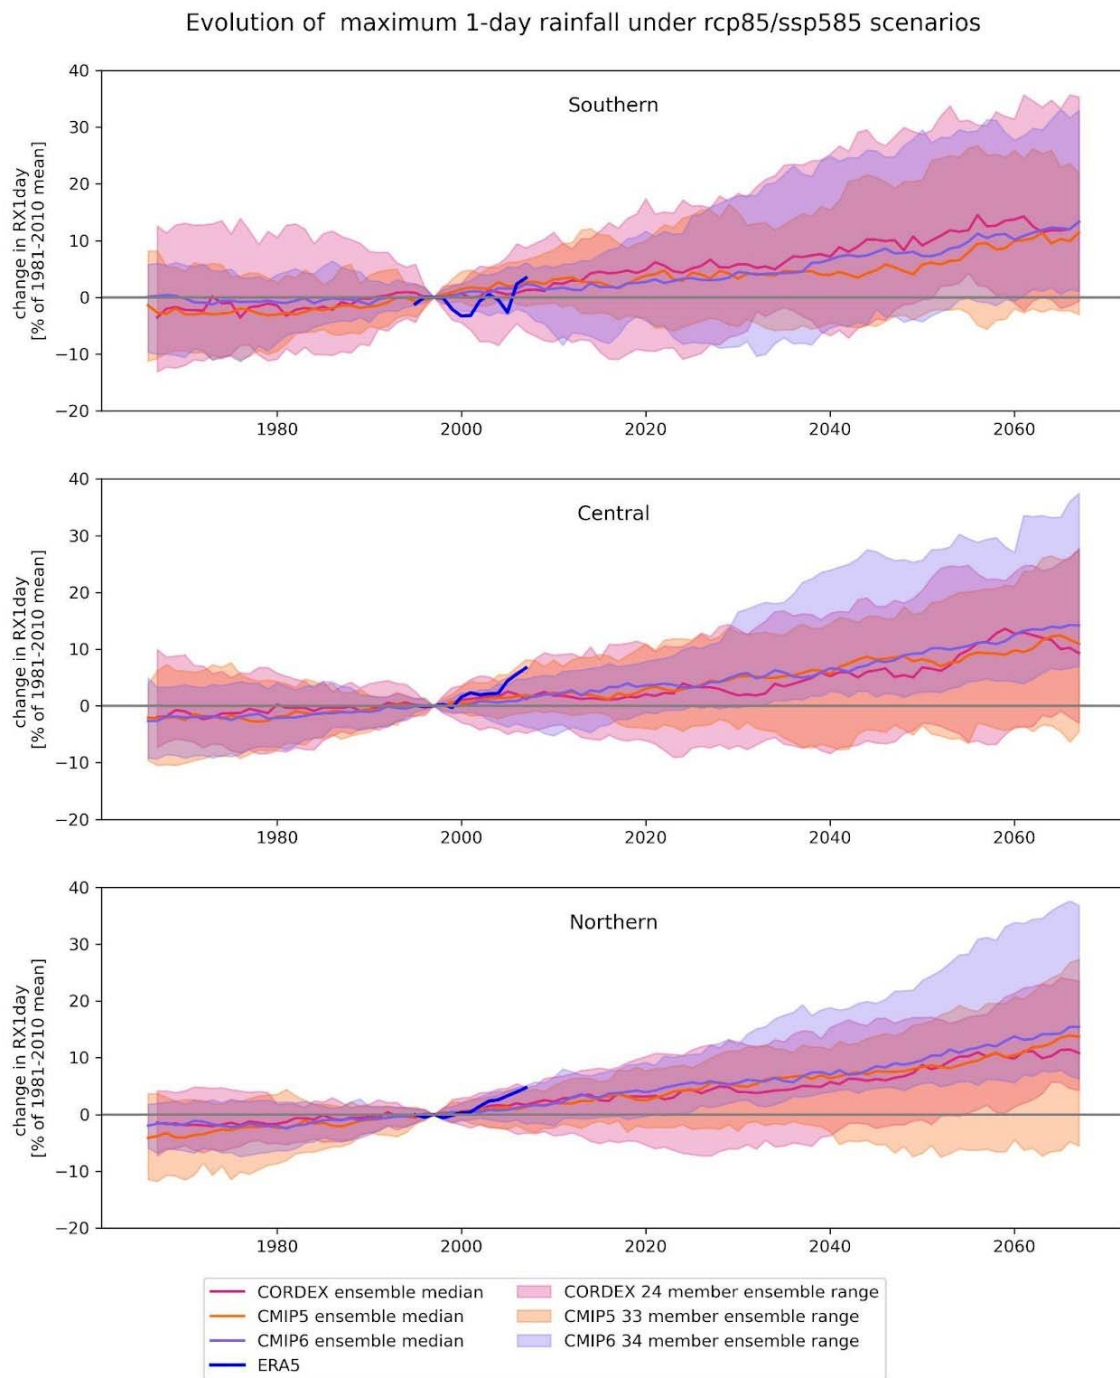 Evolution of  maximum 1-day rainfall under rcp85/ssp585 scenarios
Southern
change in RX1day
[% of 1981-2010 mean]
40
30
20
10
0
−10
−20
1980
2000
2020
2040
2060
Central
change in RX1day
[% of 1981-2010 mean]
40
30
20
10
0
−10
−20
1980
2000
2020
2040
2060
Northern
change in RX1day
[% of 1981-2010 mean]
40
30
20
10
0
−10
−20
1980
2000
2020
2040
2060
CORDEX ensemble median
CMIP5 ensemble median
CMIP6 ensemble median
ERA5
CORDEX 24 member ensemble range
CMIP5 33 member ensemble range
CMIP6 34 member ensemble range